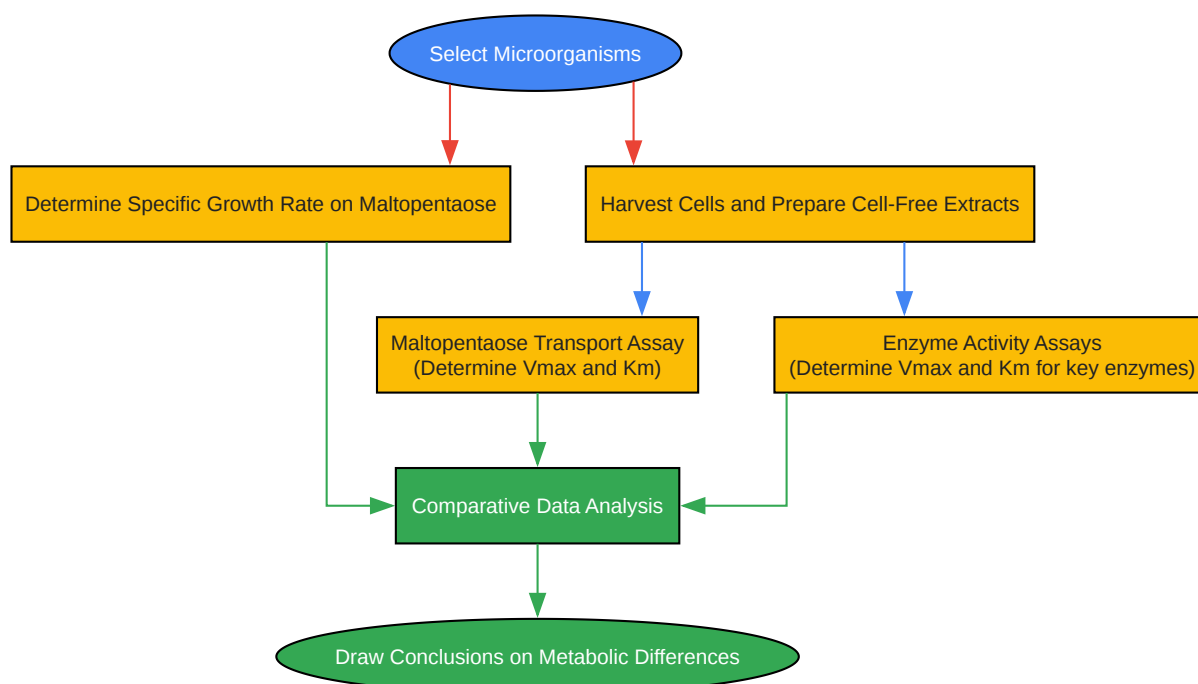 Select Microorganisms
Determine Specific Growth Rate on Maltopentaose
Harvest Cells and Prepare Cell-Free Extracts
Maltopentaose Transport Assay
(Determine Vmax and Km)
Enzyme Activity Assays
(Determine Vmax and Km for key enzymes)
Comparative Data Analysis
Draw Conclusions on Metabolic Differences